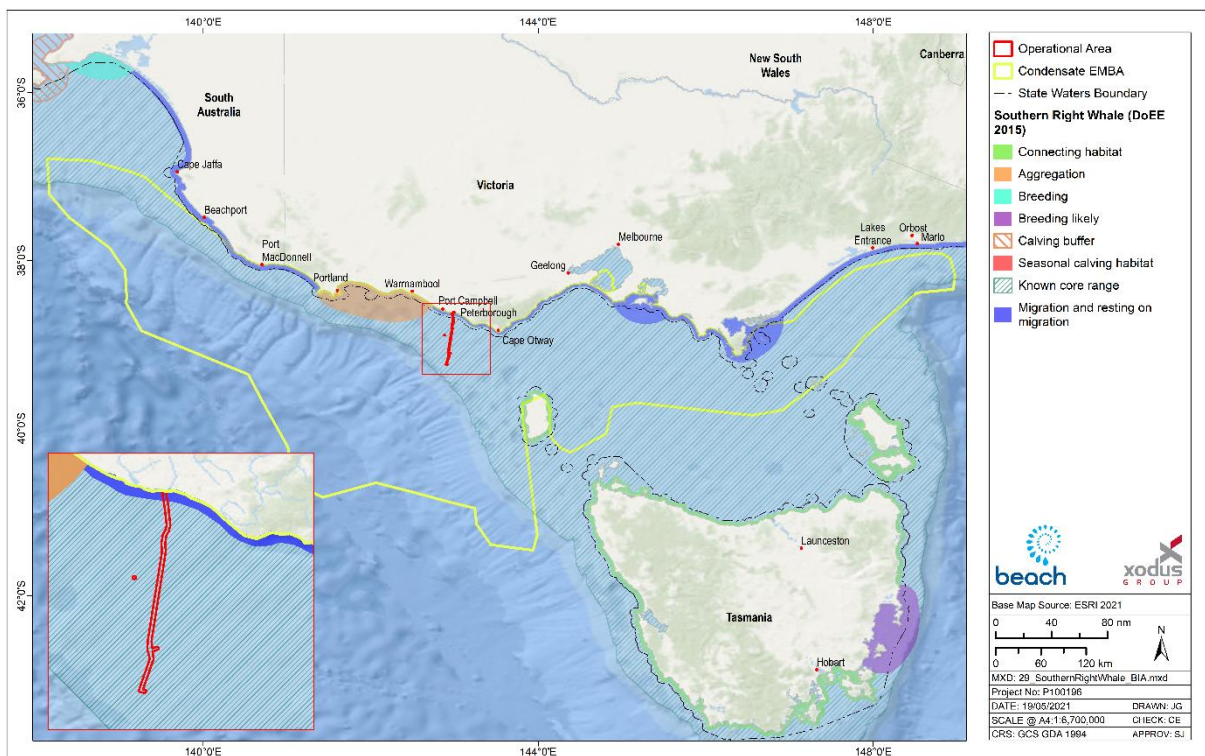 140°0'E
144°0'E
148°0'E
36°0'S
38°0'S
40°0'S
42°0'S
140°0'E
144°0'E
148°0'E
Canberra
New South
Wales
South
Australia
Victoria
Tasmania
Cape Jaffa
Beachport
Port
MacDonnell
Portland
Warrnambool
Port Campbell
Peterborough
Cape Otway
Geelong
Melbourne
Lakes
Entrance
Orbost
Marlo
Launceston
Hobart
Operational Area
Condensate EMBA
State Waters Boundary
Southern Right Whale (DoEE
2015)
Connecting habitat
Aggregation
Breeding
Breeding likely
Calving buffer
Seasonal calving habitat
Known core range
Migration and resting on
migration
beach
xodus
GROUP
Base Map Source: ESRI 2021
0 40 80 nm
N
0 60 120 km
MXD: 29_SouthernRightWhale_BIA.mxd
Project No: P100196
DATE: 19/05/2021 DRAWN: JG
SCALE @ A4:1:6,700,000 CHECK: CE
CRS: GCS GDA 1994 APPROV: SJ